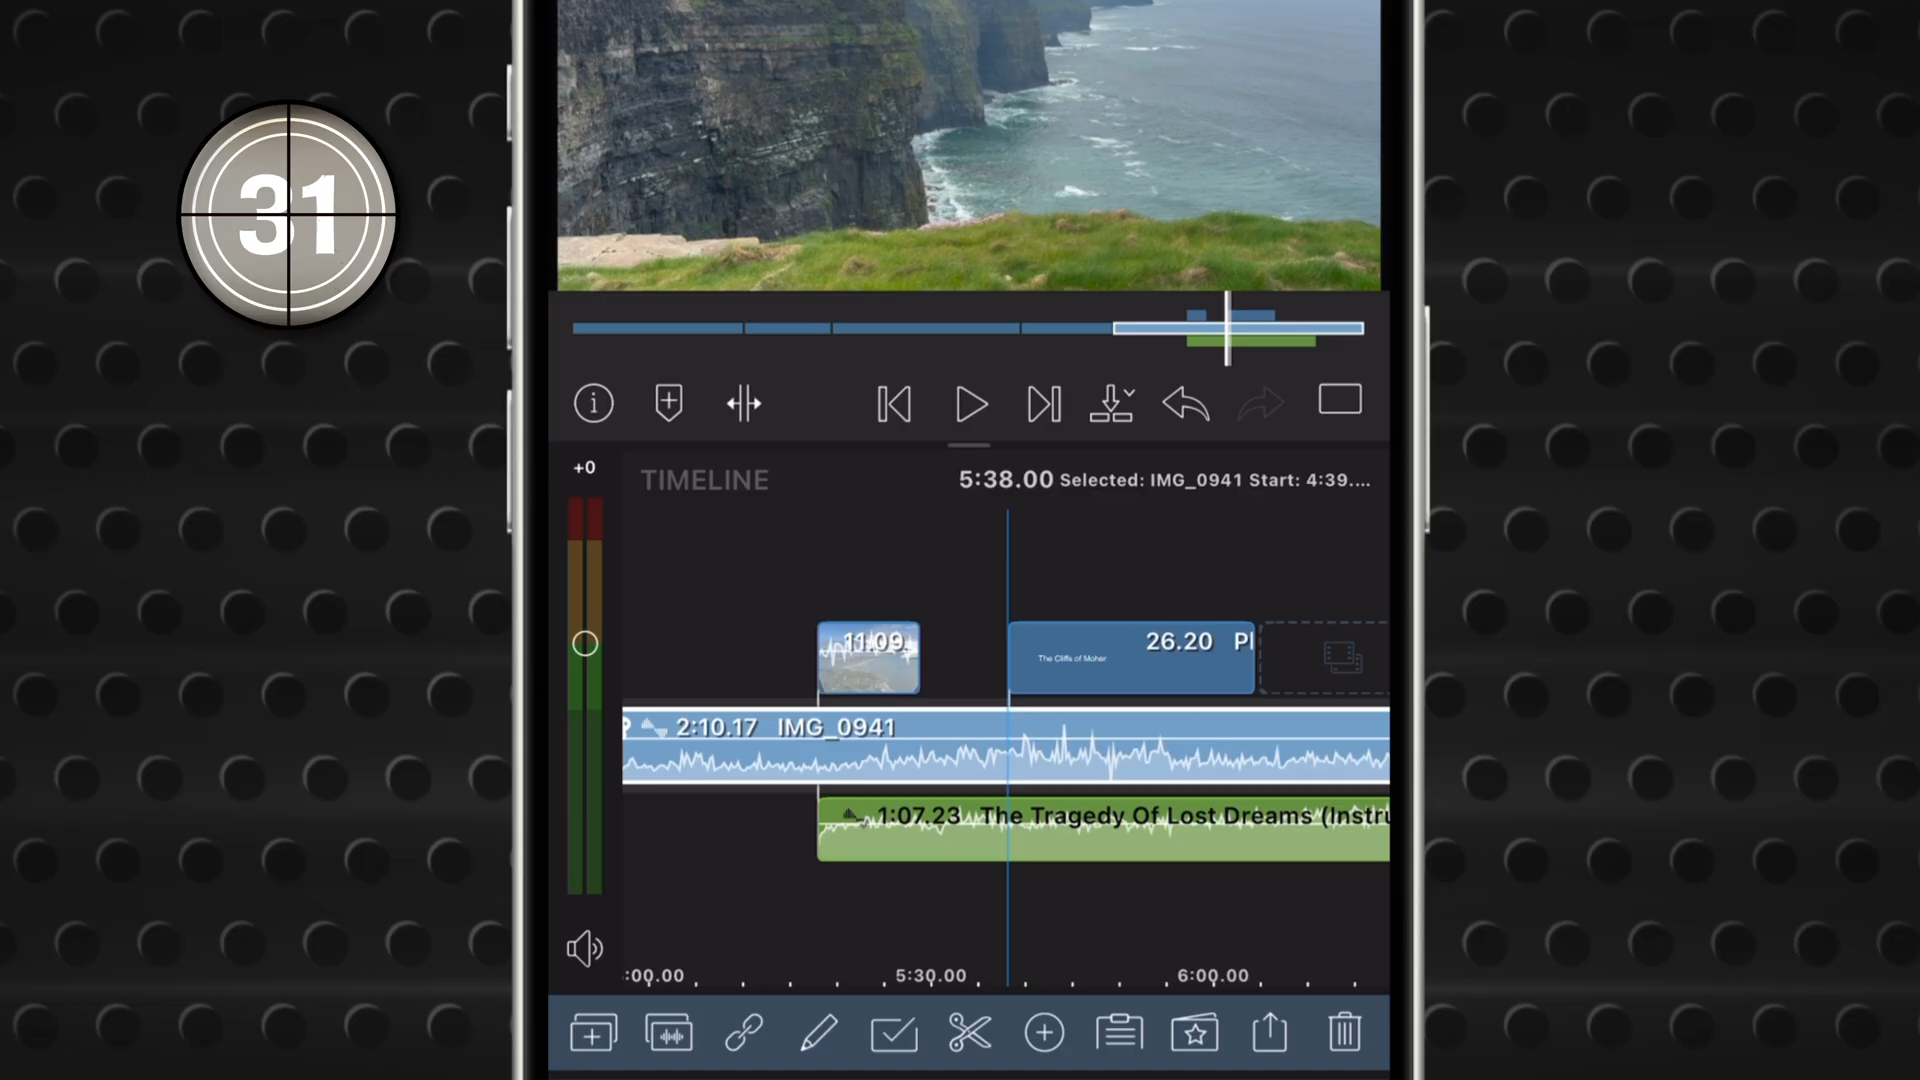 31
+0
TIMELINE
5:38.00 Selected: IMG_0941 Start: 4:39....
11.09
26.20 Pl
The Cliffs of Moher
2:10.17 IMG_0941
1:07.23 The Tragedy Of Lost Dreams (Instru
:00.00 5:30.00 6:00.00